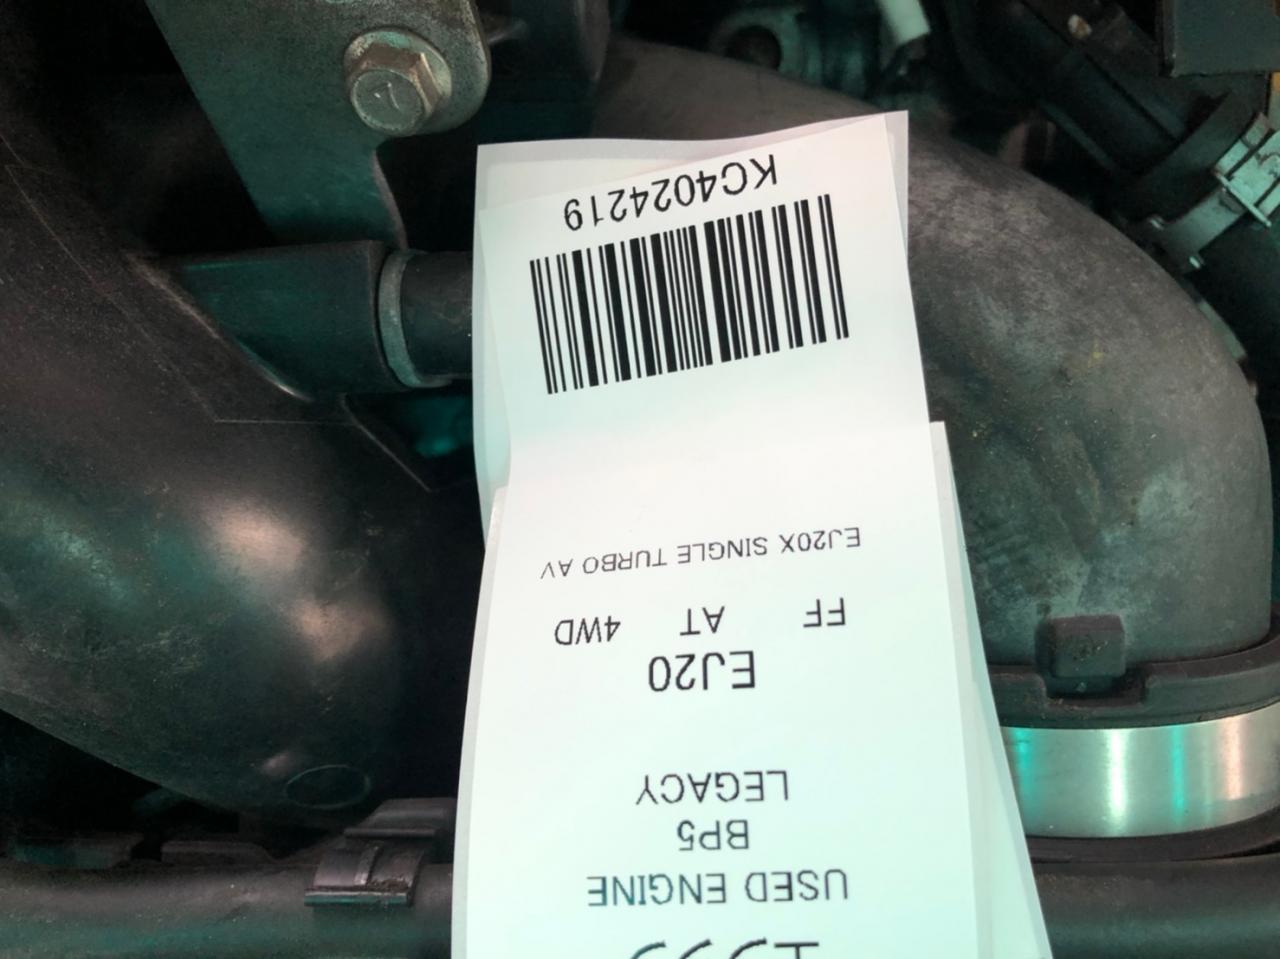 USED ENGINE
BP5
LEGACY
EJ20
FF AT 4WD
EJ20X SINGLE TURBO AV
KC4024219